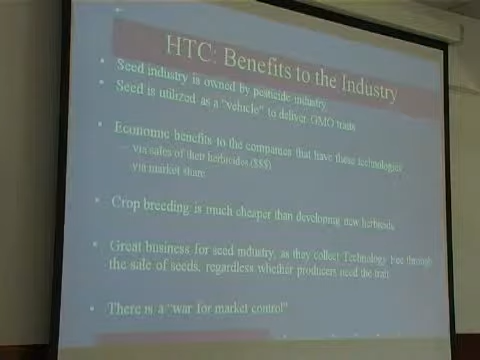 HTC: Benefits to the Industry
• Seed industry is owned by pesticide industry
• Seed is utilized as a "vehicle" to deliver GMO traits
• Economic benefits to the companies that have these technologies
– via sales of their herbicides ($$$)
via market share
• Crop breeding is much cheaper than developing new herbicids
• Great business for seed industry, as they collect Technology Fee through
the sale of seeds, regardless whether producers need the trait
• There is a "war for market control"